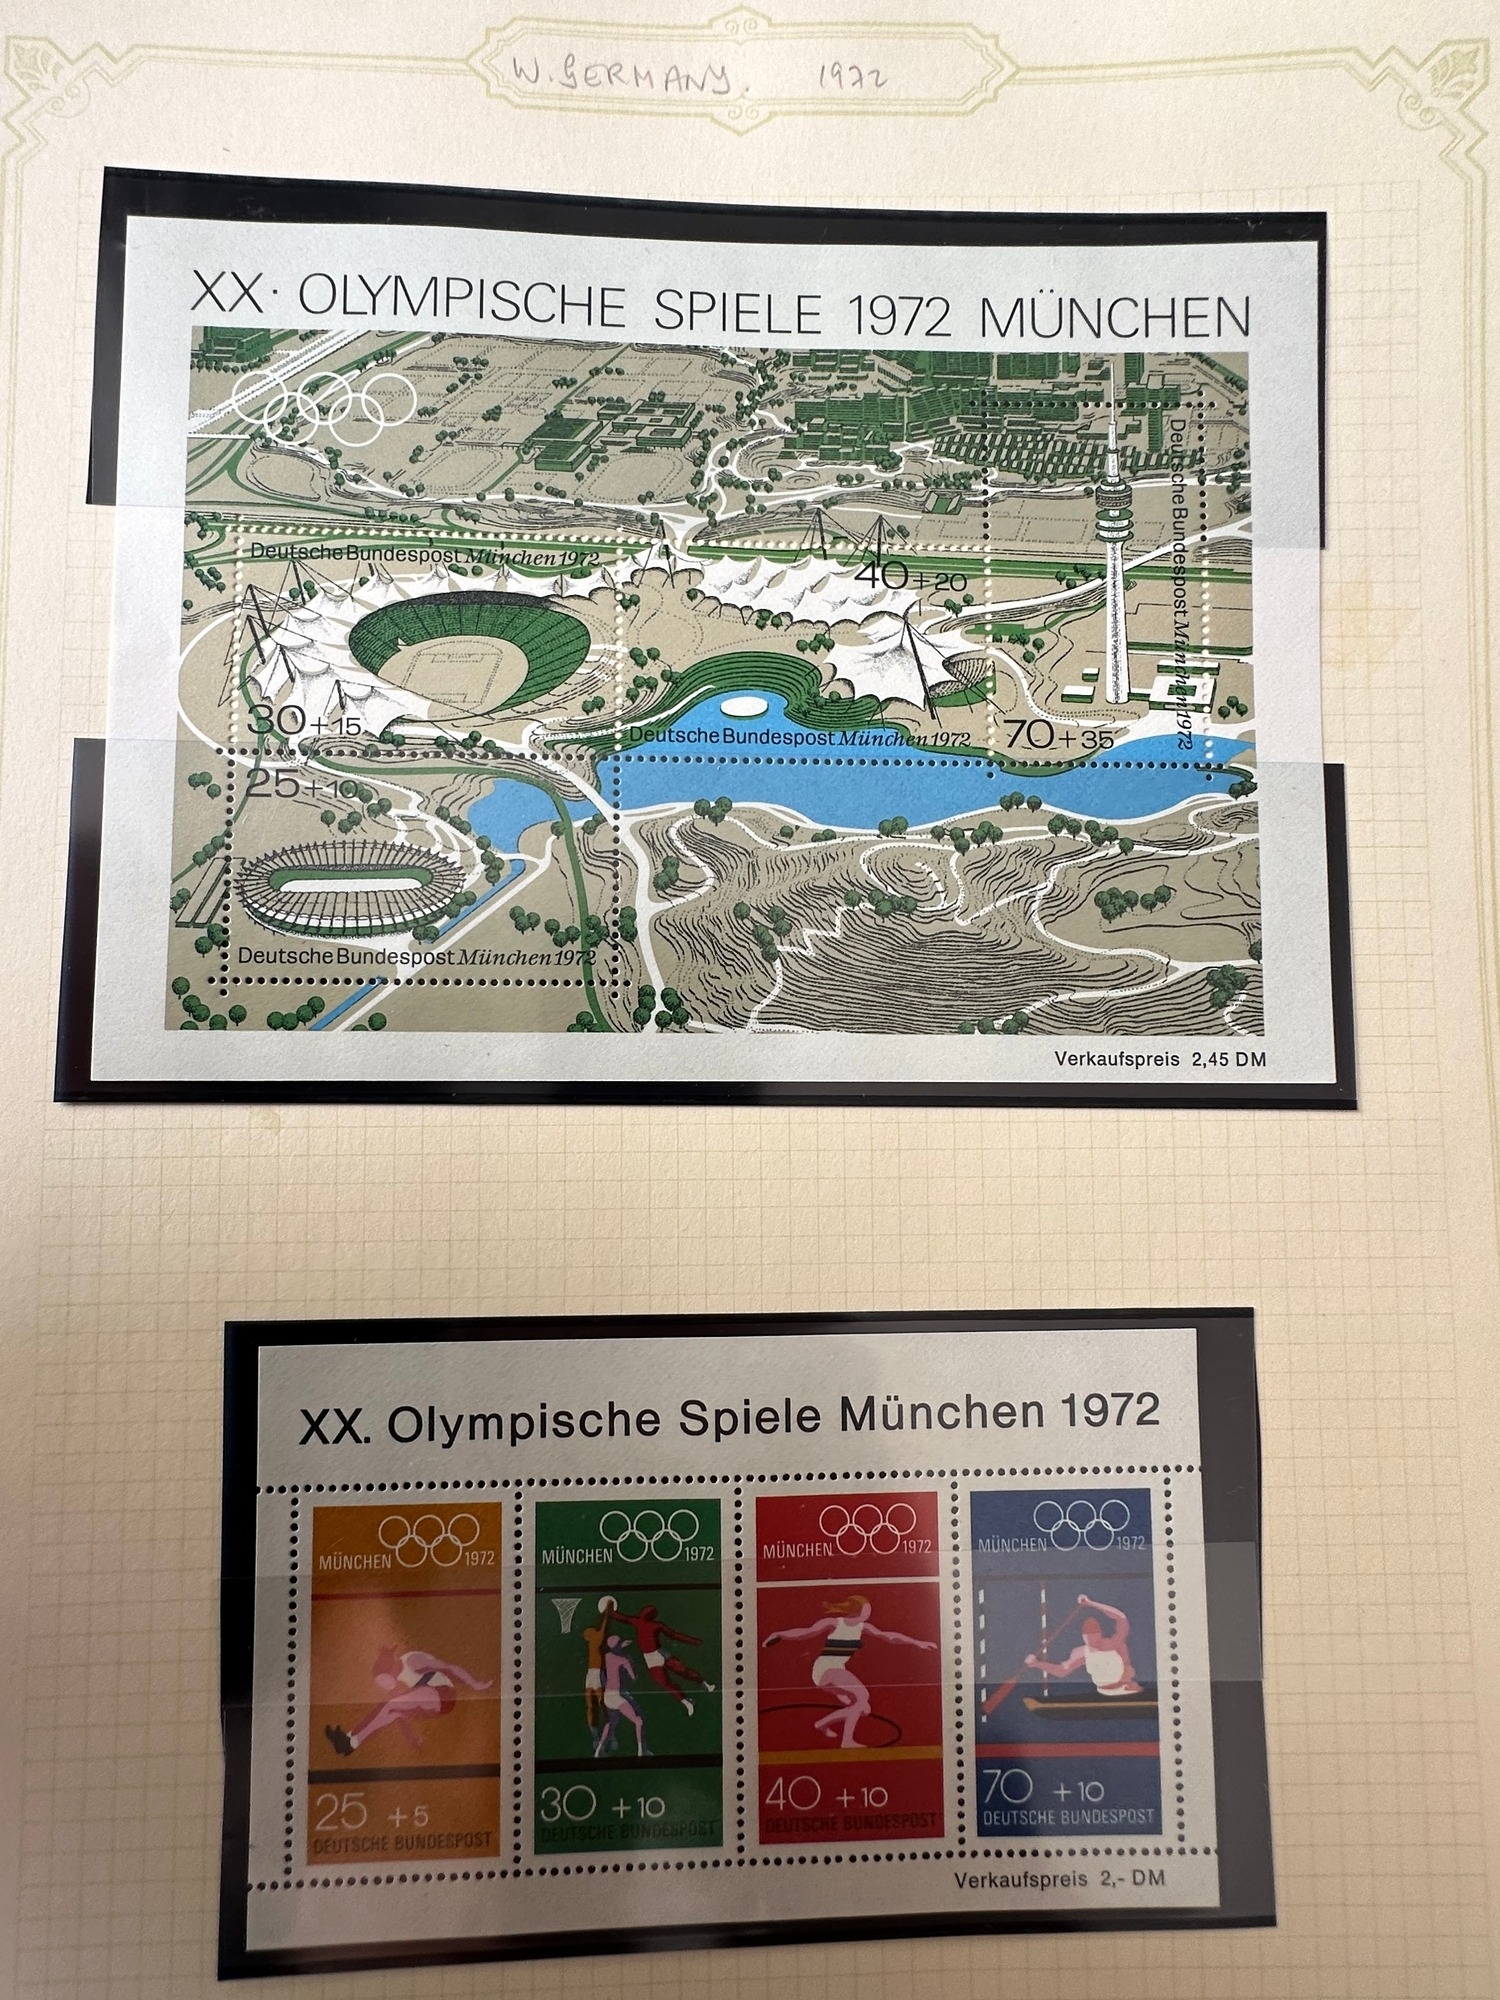 W. GERMANY. 1972
XX. OLYMPISCHE SPIELE 1972 MÜNCHEN
Deutsche Bundespost München 1972
30+15
40+20
Deutsche Bundespost München 1972
Deutsche Bundespost München 1972
70+35
25+10
Deutsche Bundespost München 1972
Verkaufspreis 2,45 DM
XX. Olympische Spiele München 1972
MÜNCHEN 1972
25 +5
DEUTSCHE BUNDESPOST
MÜNCHEN 1972
30 +10
DEUTSCHE BUNDESPOST
MÜNCHEN 1972
40 +10
DEUTSCHE BUNDESPOST
MÜNCHEN 1972
70 +10
DEUTSCHE BUNDESPOST
Verkaufspreis 2,- DM